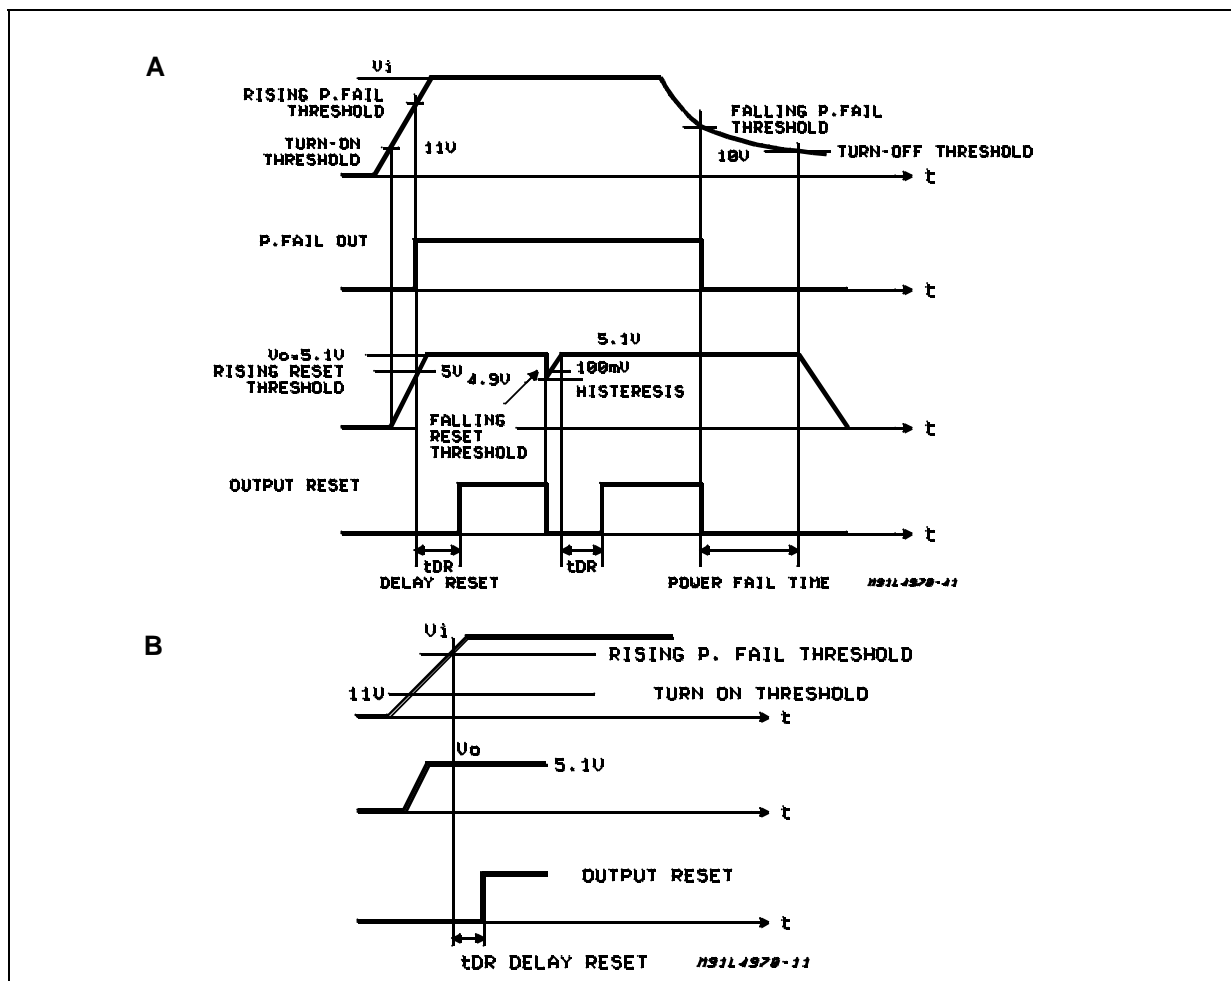 A
Vi
RISING P.FAIL
THRESHOLD
FALLING P.FAIL
THRESHOLD
TURN-ON
THRESHOLD
11V
10V
TURN-OFF THRESHOLD
t
P.FAIL OUT
t
5.1V
Vo=5.1V
RISING RESET
THRESHOLD
5V
4.9V
100mV
HISTERESIS
FALLING
RESET
THRESHOLD
t
OUTPUT RESET
t
tDR
DELAY RESET
tDR
POWER FAIL TIME
M91L4970-11
B
Vi
RISING P. FAIL THRESHOLD
11V
TURN ON THRESHOLD
t
Vo
5.1V
t
OUTPUT RESET
t
tDR DELAY RESET
M91L4970-11